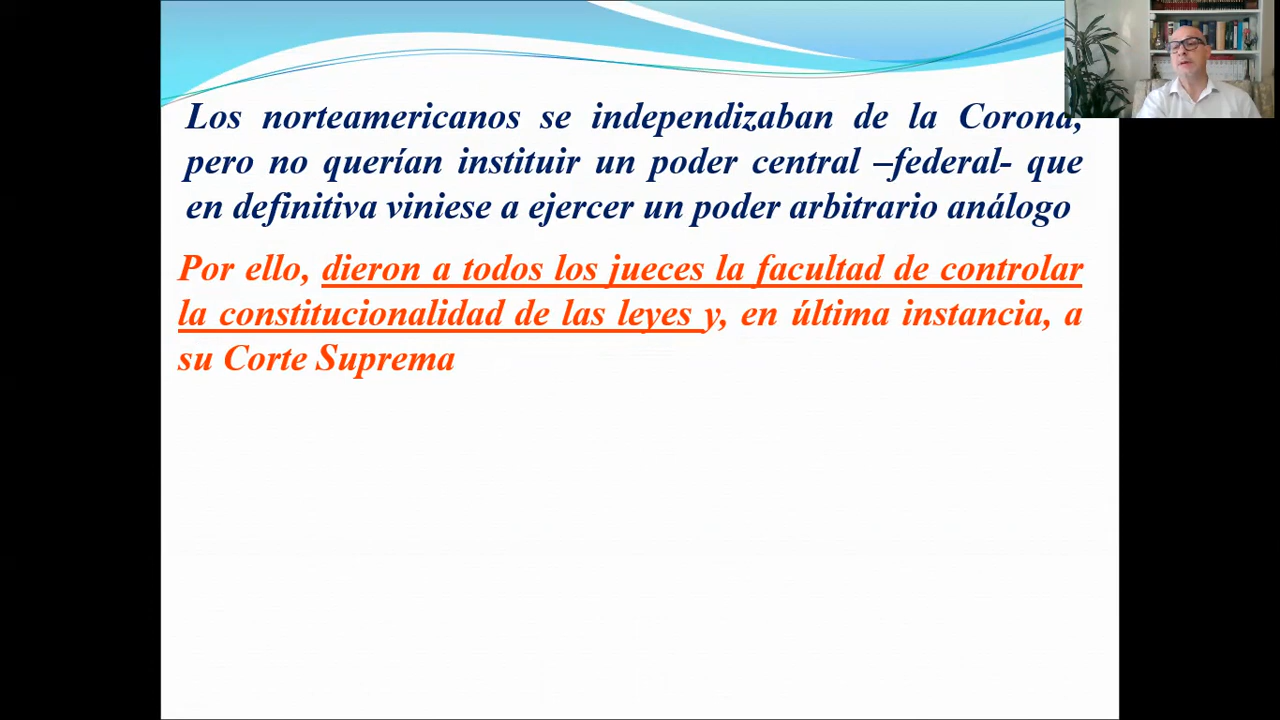 Los norteamericanos se independizaban de la Corona,
pero no querían instituir un poder central –federal- que
en definitiva viniese a ejercer un poder arbitrario análogo
Por ello, dieron a todos los jueces la facultad de controlar
la constitucionalidad de las leyes y, en última instancia, a
su Corte Suprema